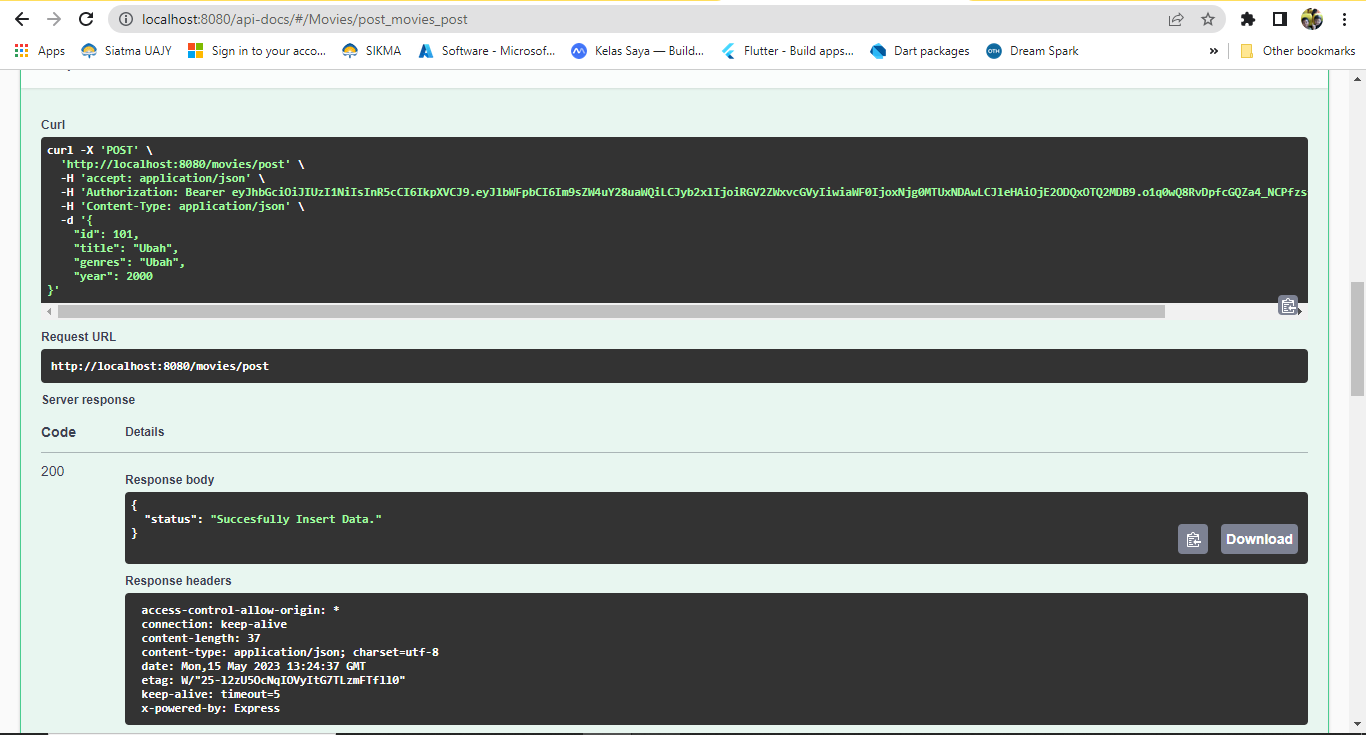 localhost:8080/api-docs/#/Movies/post_movies_post
Apps
Siatma UAJY
Sign in to your acco...
SIKMA
Software - Microsof...
Kelas Saya — Build...
Flutter - Build apps...
Dart packages
OTH
Dream Spark
»
Other bookmarks
Curl
curl -X 'POST' \
'http://localhost:8080/movies/post' \
-H 'accept: application/json' \
-H 'Authorization: Bearer
-H 'Content-Type: application/json' \
-d '{
"id": 101,
"title": "Ubah",
"genres": "Ubah",
"year": 2000
}'
Request URL
http://localhost:8080/movies/post
Server response
Code
Details
200
Response body
{
"status": "Succesfully Insert Data."
}
Download
Response headers
access-control-allow-origin: *
connection: keep-alive
content-length: 37
content-type: application/json; charset=utf-8
date: Mon,15 May 2023 13:24:37 GMT
etag:
keep-alive: timeout=5
x-powered-by: Express